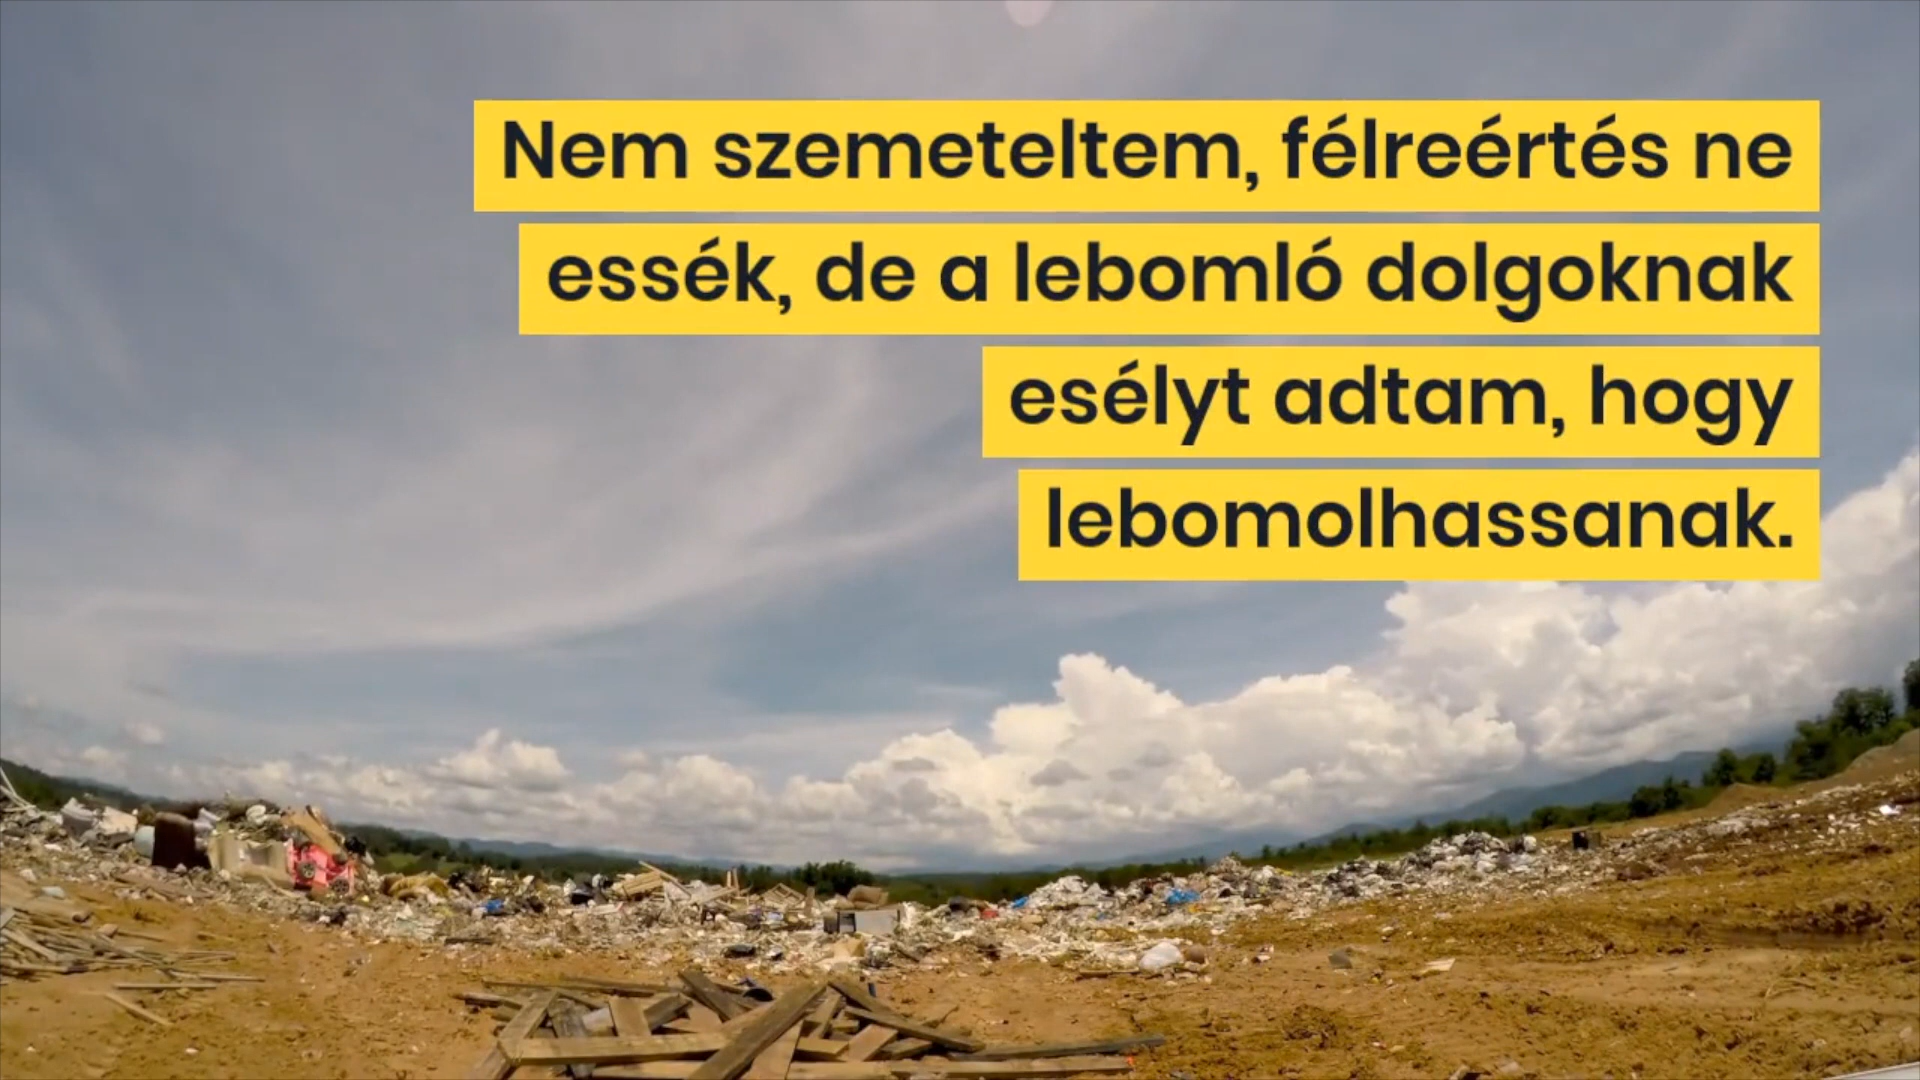 Nem szemeteltem, félreértés ne
essék, de a lebomló dolgoknak
esélyt adtam, hogy
lebomolhassanak.